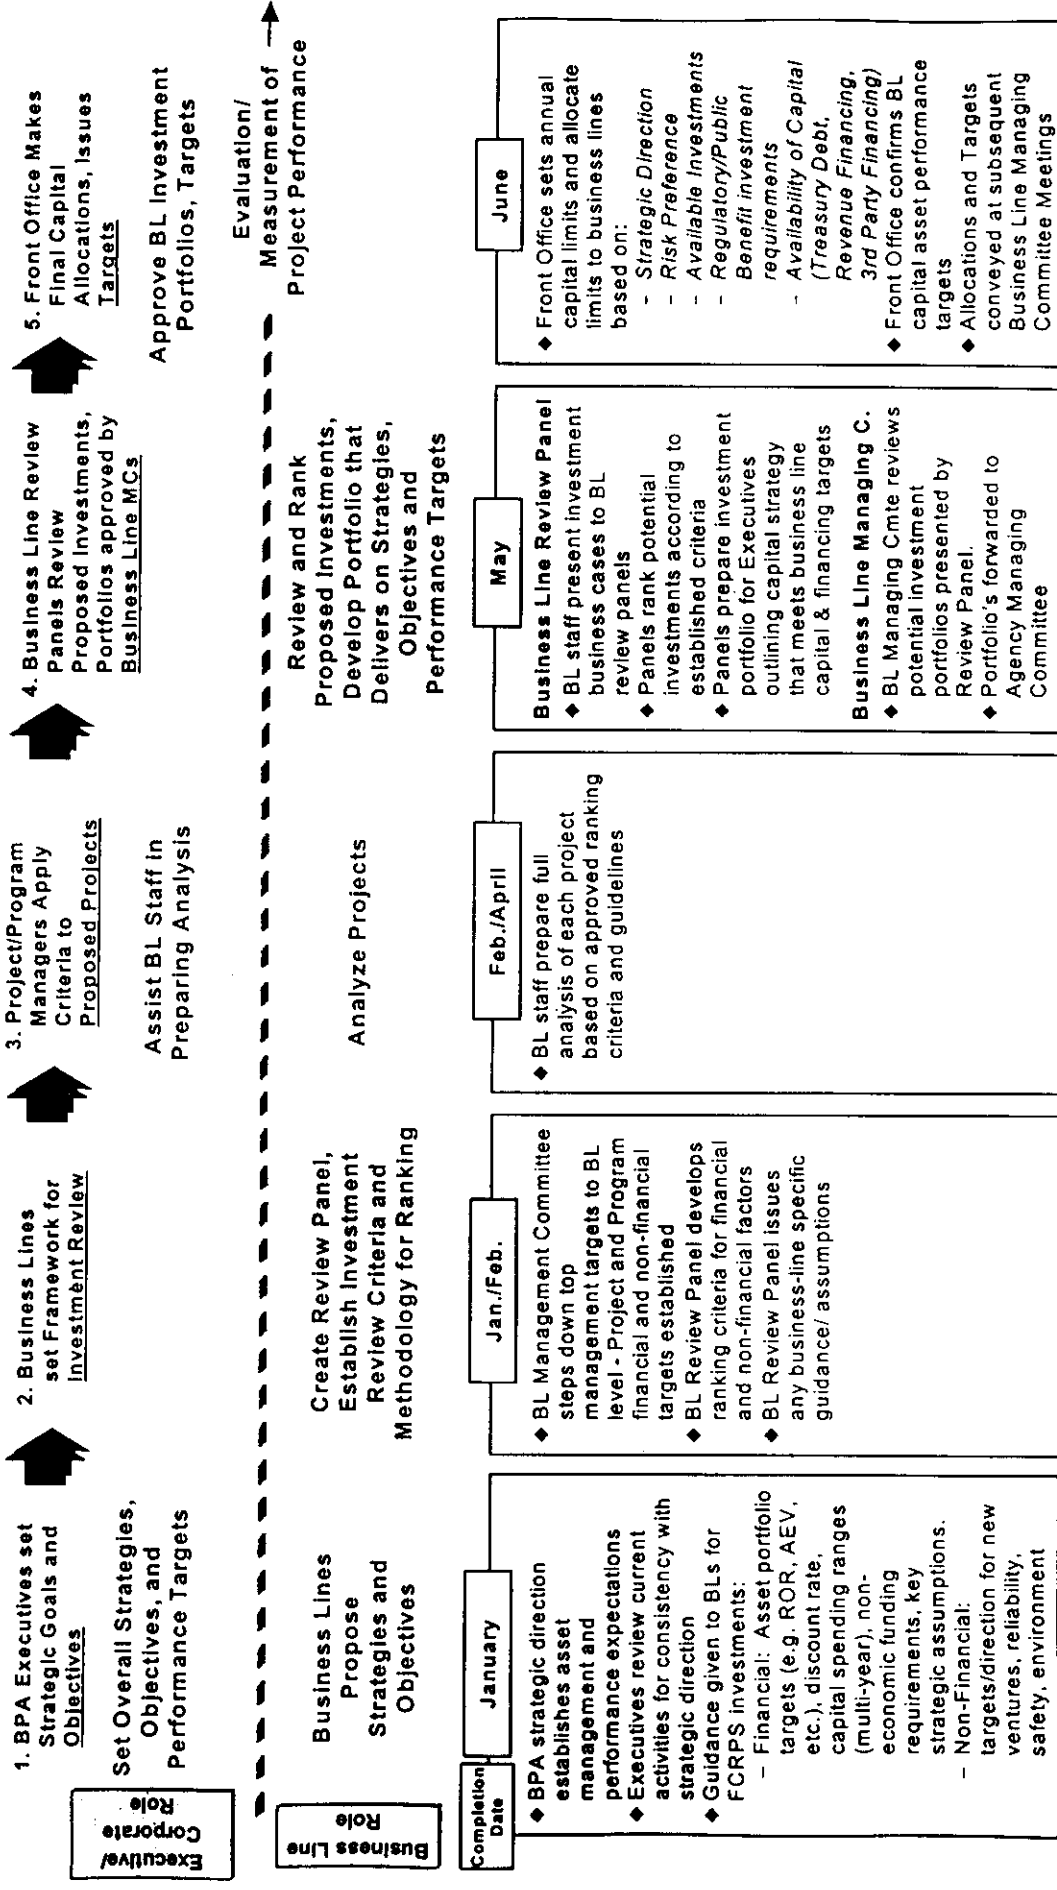 1. BPA Executives set
Strategic Goals and
Objectives
2. Business Lines
set Framework for
Investment Review
3. Project/Program
Managers Apply
Criteria to
Proposed Projects
4. Business Line Review
Panels Review
Proposed Investments,
Portfolios approved by
Business Line MCs
5. Front Office Makes
Final Capital
Allocations, Issues
Targets
Executive/
Corporate
Role
Set Overall Strategies,
Objectives, and
Performance Targets
Assist BL Staff in
Preparing Analysis
Approve BL Investment
Portfolios, Targets
Evaluation/
Measurement of
Project Performance
Business Line
Role
Business Lines
Propose
Strategies and
Objectives
Create Review Panel,
Establish Investment
Review Criteria and
Methodology for Ranking
Analyze Projects
Review and Rank
Proposed Investments,
Develop Portfolio that
Delivers on Strategies,
Objectives and
Performance Targets
Completion
Date
January
◆ BPA strategic direction
establishes asset
management and
performance expectations
◆ Executives review current
activities for consistency with
strategic direction
◆ Guidance given to BLs for
FCRPS investments:
– Financial: Asset portfolio
targets (e.g. ROR, AEV,
etc.), discount rate,
capital spending ranges
(multi-year), non-
economic funding
requirements, key
strategic assumptions.
– Non-Financial:
targets/direction for new
ventures, reliability,
safety, environment
Jan./Feb.
◆ BL Management Committee
steps down top
management targets to BL
level - Project and Program
financial and non-financial
targets established
◆ BL Review Panel develops
ranking criteria for financial
and non-financial factors
◆ BL Review Panel issues
any business-line specific
guidance/ assumptions
Feb./April
◆ BL staff prepare full
analysis of each project
based on approved ranking
criteria and guidelines
May
Business Line Review Panel
◆ BL staff present investment
business cases to BL
review panels
◆ Panels rank potential
investments according to
established criteria
◆ Panels prepare investment
portfolio for Executives
outlining capital strategy
that meets business line
capital & financing targets
Business Line Managing C.
◆ BL Managing Cmte reviews
potential investment
portfolios presented by
Review Panel.
◆ Portfolio's forwarded to
Agency Managing
Committee
June
◆ Front Office sets annual
capital limits and allocate
limits to business lines
based on:
– Strategic Direction
– Risk Preference
– Available Investments
– Regulatory/Public
Benefit investment
requirements
– Availability of Capital
(Treasury Debt,
Revenue Financing,
3rd Party Financing)
◆ Front Office confirms BL
capital asset performance
targets
◆ Allocations and Targets
conveyed at subsequent
Business Line Managing
Committee Meetings